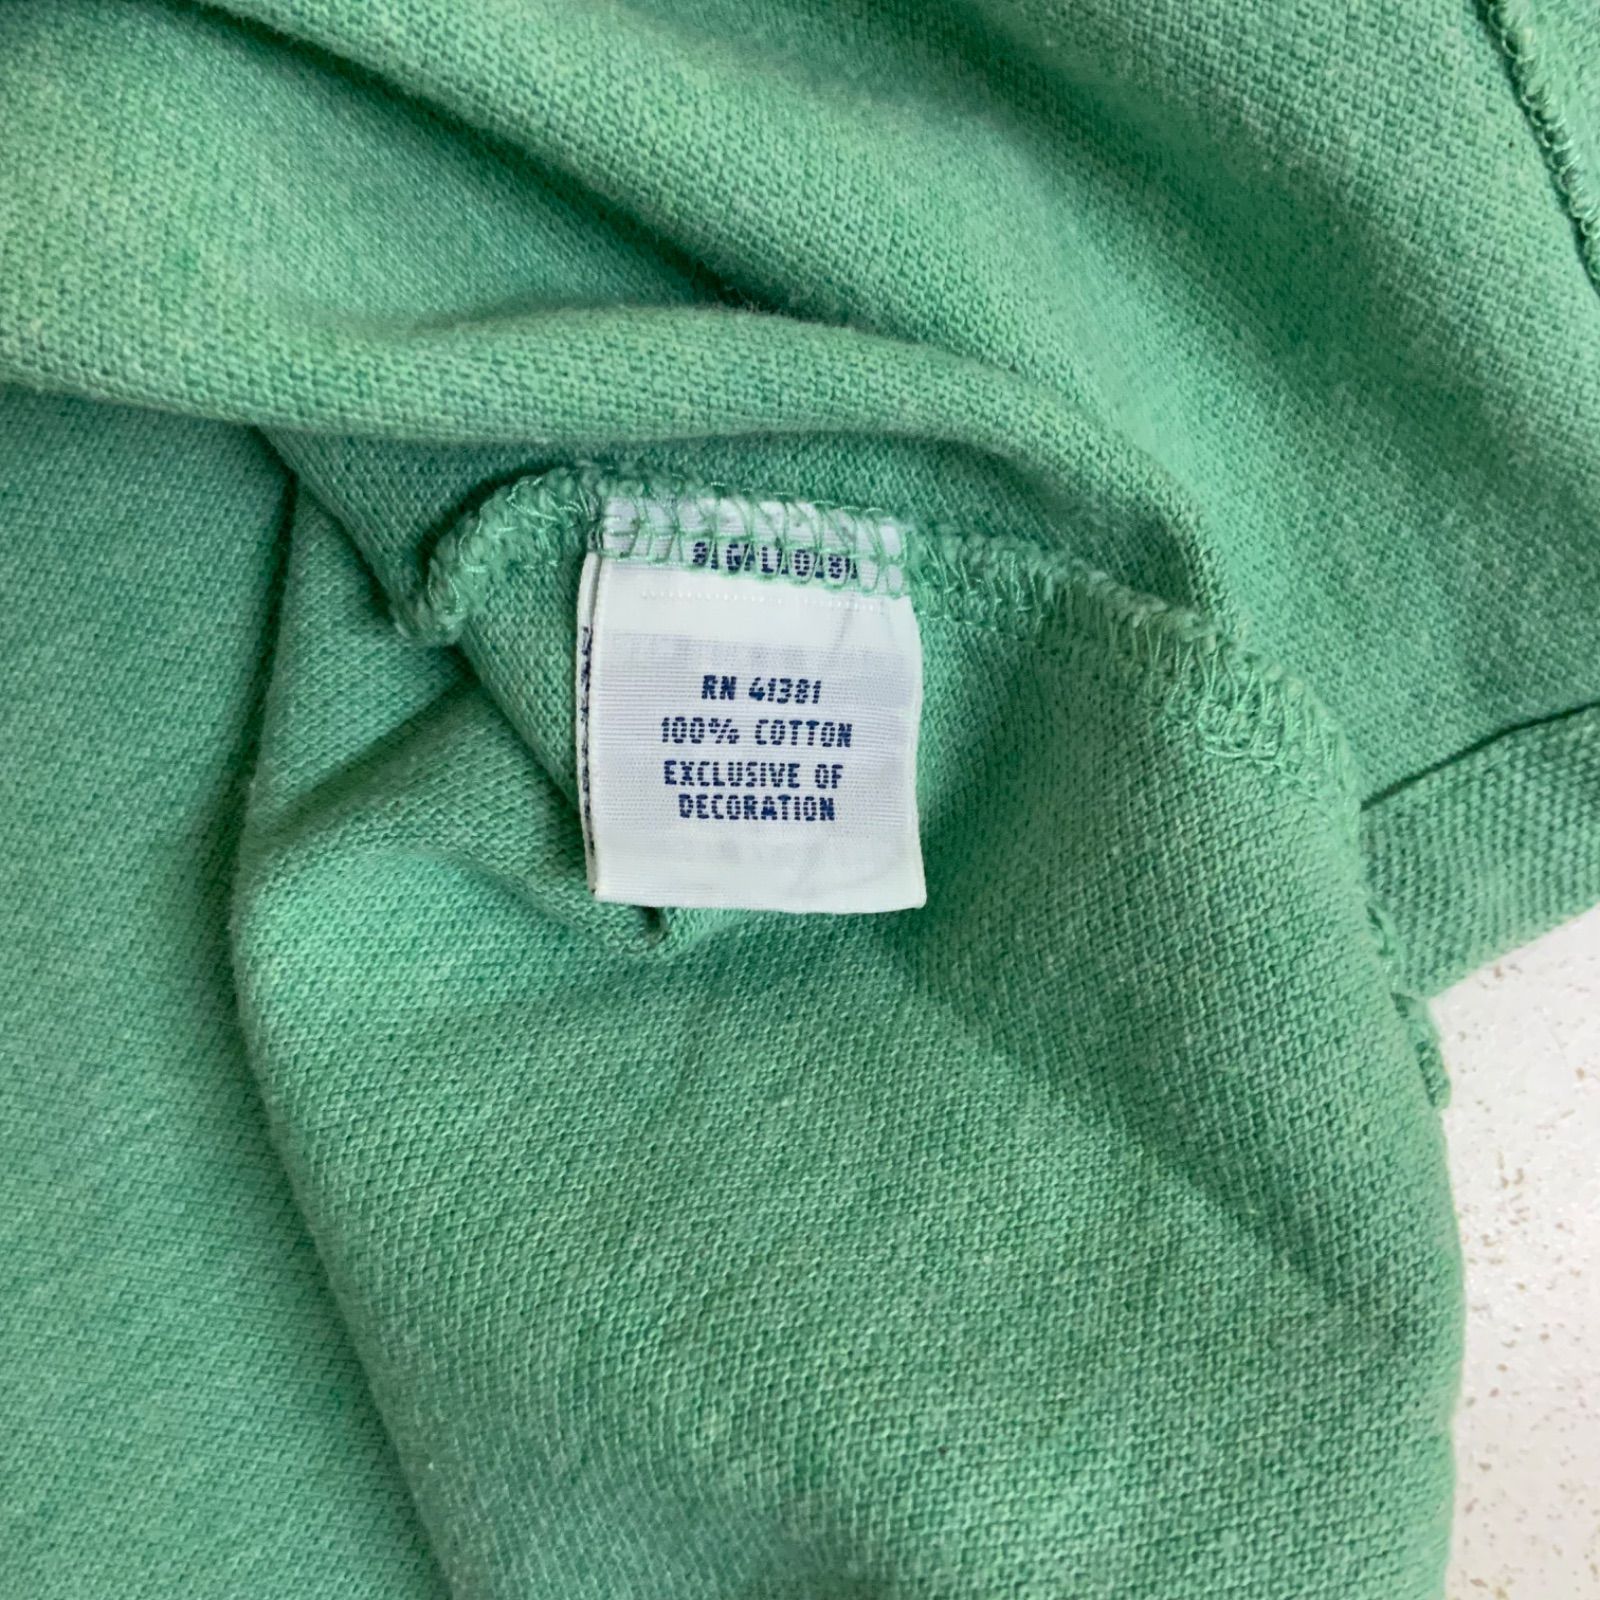 RN 41381
100% COTTON
EXCLUSIVE OF
DECORATION